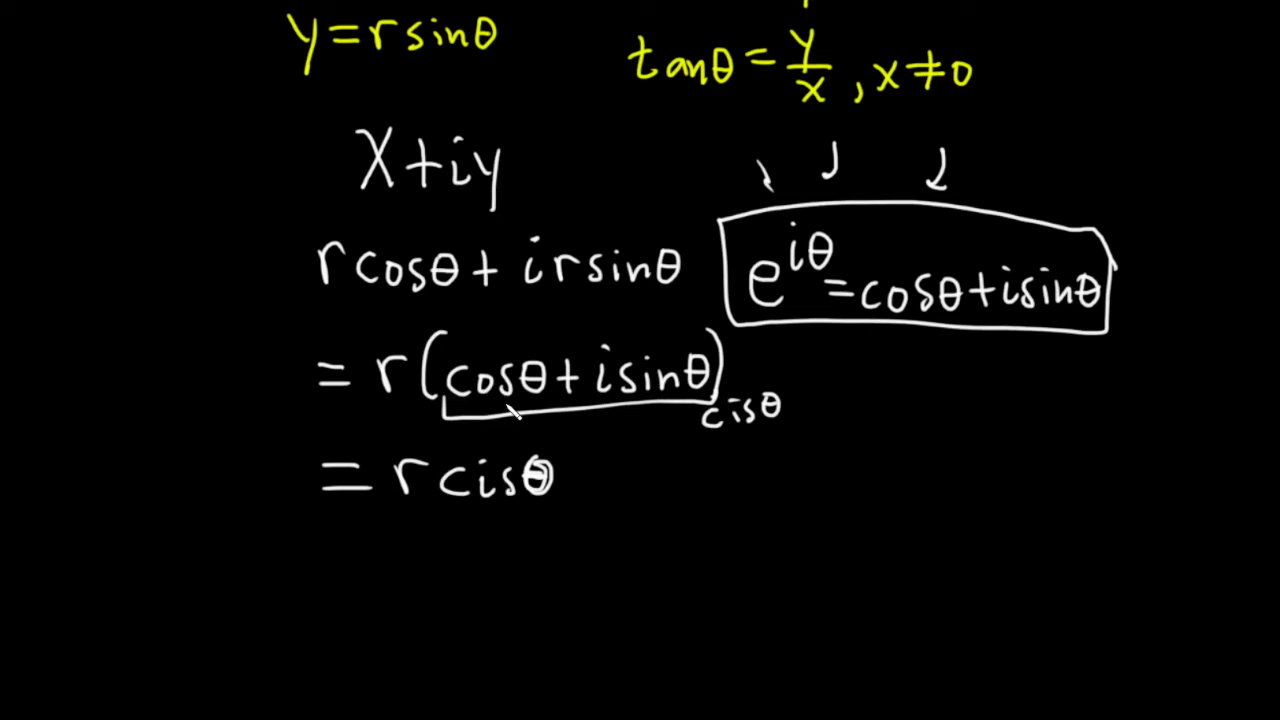 y=rsinθ
tanθ = y/x , x≠0
x+iy
rcosθ + irsinθ
e^{iθ} = cosθ+isinθ
= r(cosθ + isinθ)
cisθ
= rcisθ